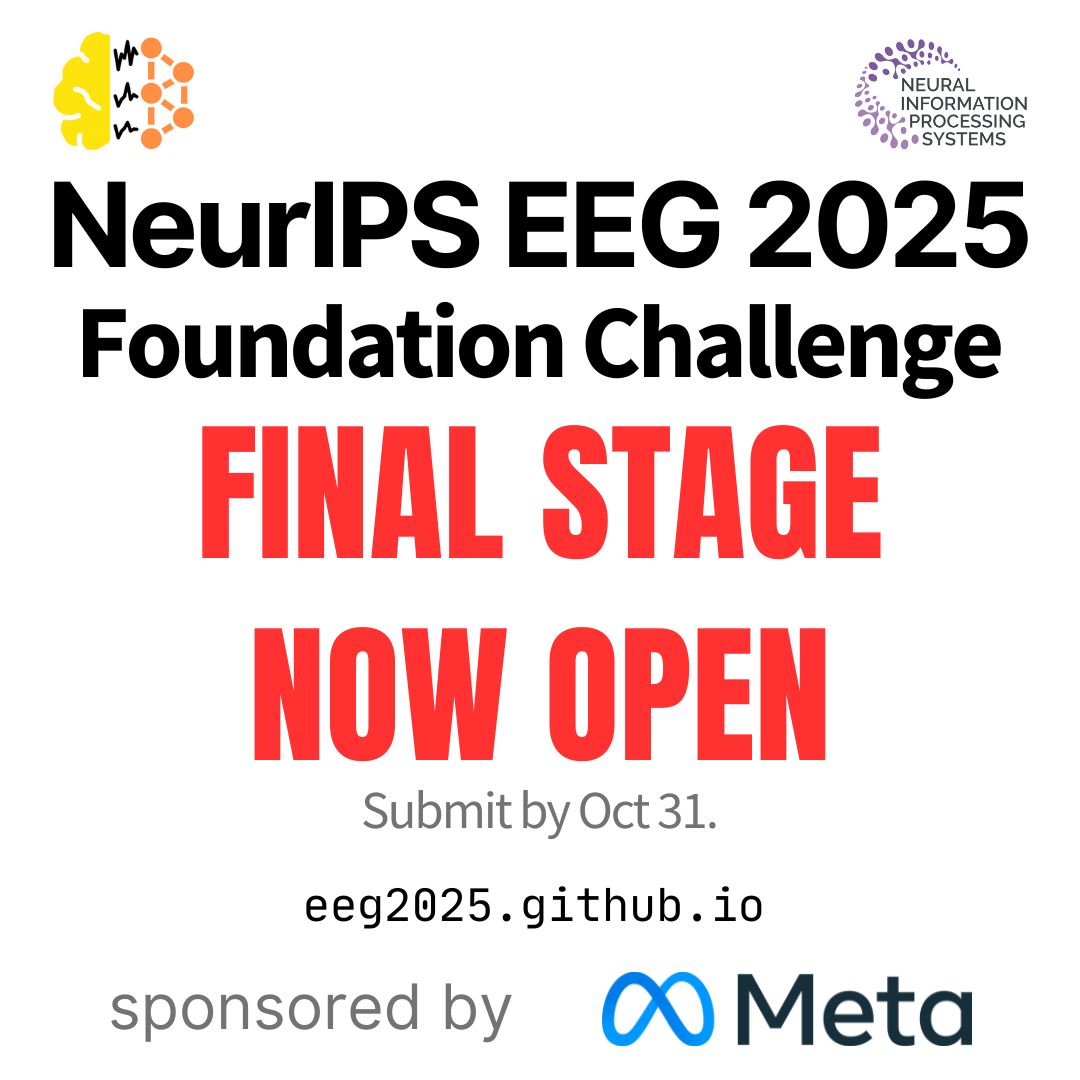 NEURAL
INFORMATION
PROCESSING
SYSTEMS
NeurIPS EEG 2025
Foundation Challenge
FINAL STAGE
NOW OPEN
Submit by Oct 31.
eeg2025.github.io
sponsored by Meta